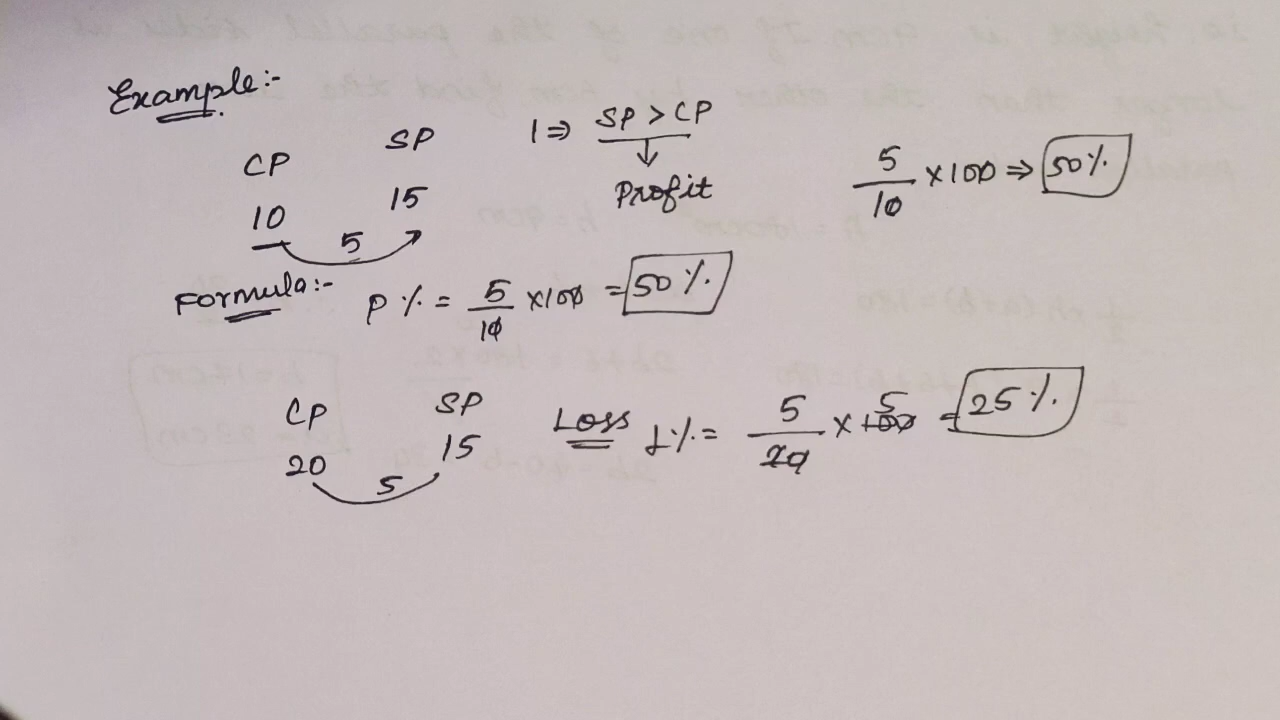 Example:-
CP SP 1⇒ SP > CP
↓
10 15 Profit 5/10 × 100 ⇒ 50%
5
Formula:- P% = 5/10 × 100 = 50%
CP SP
20 15 Loss L% = 5/20 × 100 5 = 25%
5